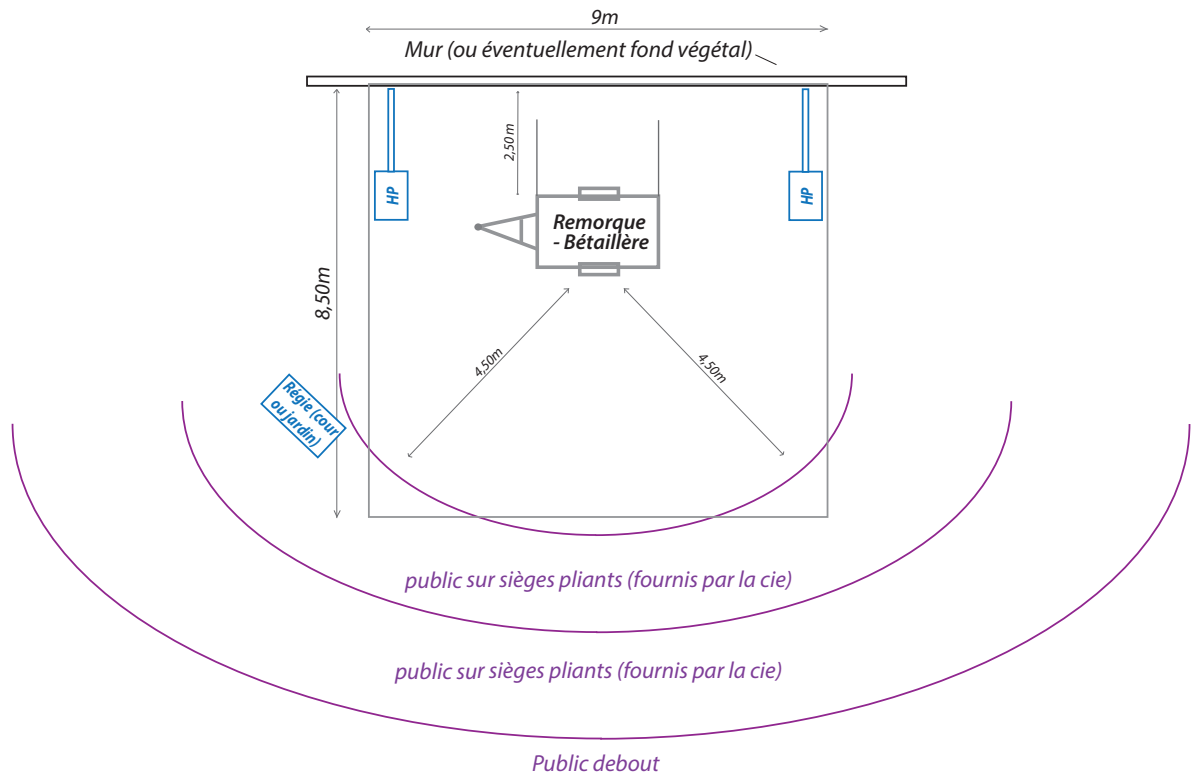 9m
Mur (ou éventuellement fond végétal)
2,50 m
HP
HP
Remorque
- Bétaillère
8,50m
4,50m
4,50m
Régie (cour
ou jardin)
public sur sièges pliants (fournis par la cie)
public sur sièges pliants (fournis par la cie)
Public debout